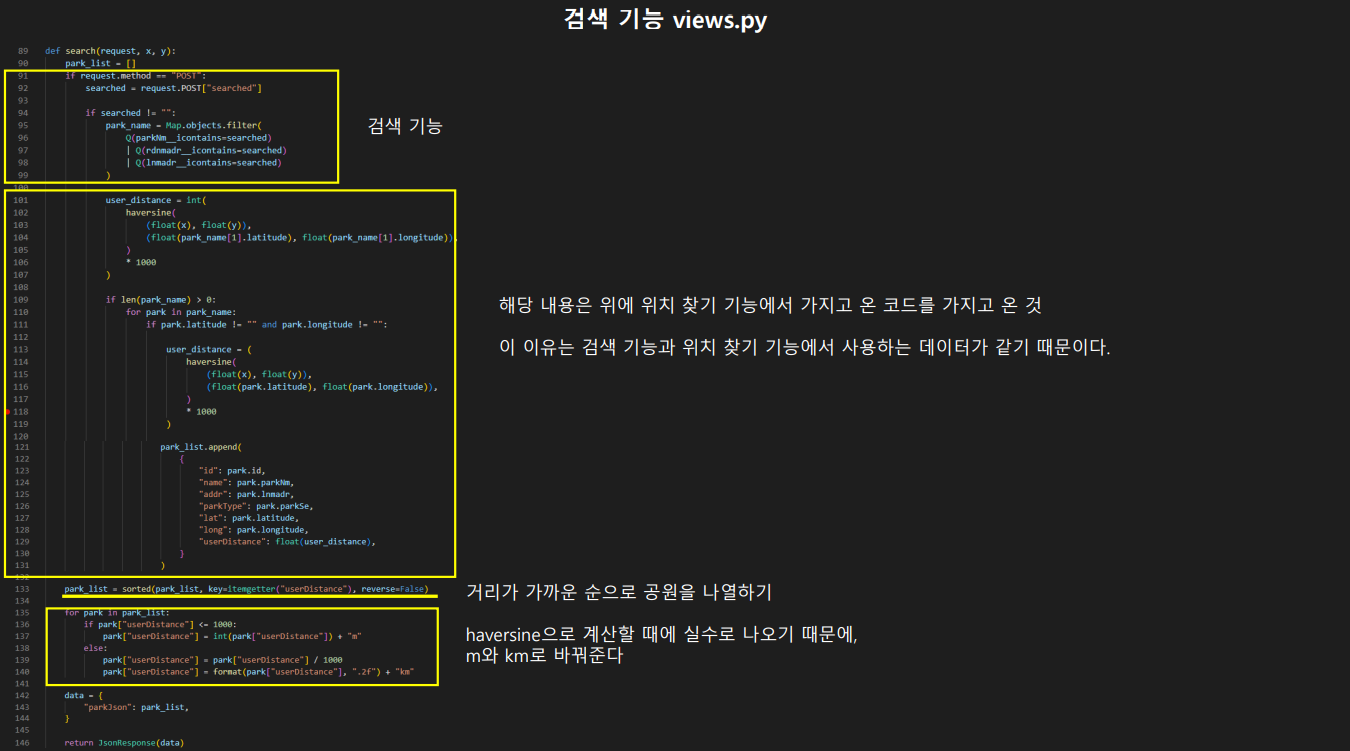 검색 기능 views.py
89 def search(request, x, y):
90 park_list = []
91 if request.method == "POST":
92 searched = request.POST["searched"]
93
94 if searched != "":
95 park_name = Map.objects.filter(
96 Q(parkNm__icontains=searched)
97 | Q(rdnmadr__icontains=searched)
98 | Q(lnmadr__icontains=searched)
99 )
검색 기능
100
101 user_distance = int(
102 haversine(
103 (float(x), float(y)),
104 (float(park_name[1].latitude), float(park_name[1].longitude)),
105 )
106 * 1000
107 )
108
109 if len(park_name) > 0:
110 for park in park_name:
111 if park.latitude != "" and park.longitude != "":
112
113 user_distance = (
114 haversine(
115 (float(x), float(y)),
116 (float(park.latitude), float(park.longitude)),
117 )
118 * 1000
119 )
120
121 park_list.append(
122 {
123 "id": park.id,
124 "name": park.parkNm,
125 "addr": park.lnmadr,
126 "parkType": park.parkSe,
127 "lat": park.latitude,
128 "long": park.longitude,
129 "userDistance": float(user_distance),
130 }
131 )
해당 내용은 위에 위치 찾기 기능에서 가지고 온 코드를 가지고 온 것
이 이유는 검색 기능과 위치 찾기 기능에서 사용하는 데이터가 같기 때문이다.
132
133 park_list = sorted(park_list, key=itemgetter("userDistance"), reverse=False)
거리가 가까운 순으로 공원을 나열하기
134
135 for park in park_list:
136 if park["userDistance"] <= 1000:
137 park["userDistance"] = int(park["userDistance"]) + "m"
138 else:
139 park["userDistance"] = park["userDistance"] / 1000
140 park["userDistance"] = format(park["userDistance"], ".2f") + "km"
haversine으로 계산할 때에 실수로 나오기 때문에,
m와 km로 바꿔준다
141
142 data = {
143 "parkJson": park_list,
144 }
145
146 return JsonResponse(data)